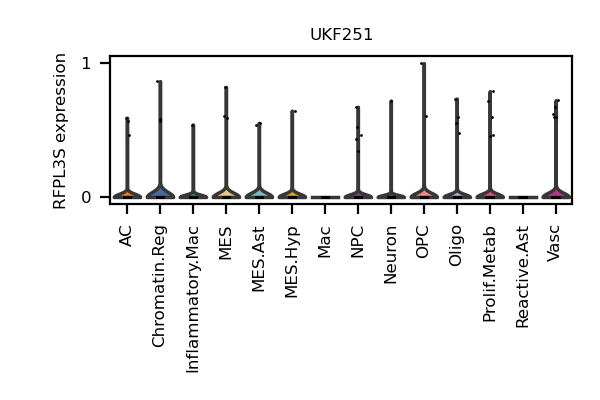 UKF251
RFPL3S expression
1
0
AC
Chromatin.Reg
Inflammatory.Mac
MES
MES.Ast
MES.Hyp
Mac
NPC
Neuron
OPC
Oligo
Prolif.Metab
Reactive.Ast
Vasc